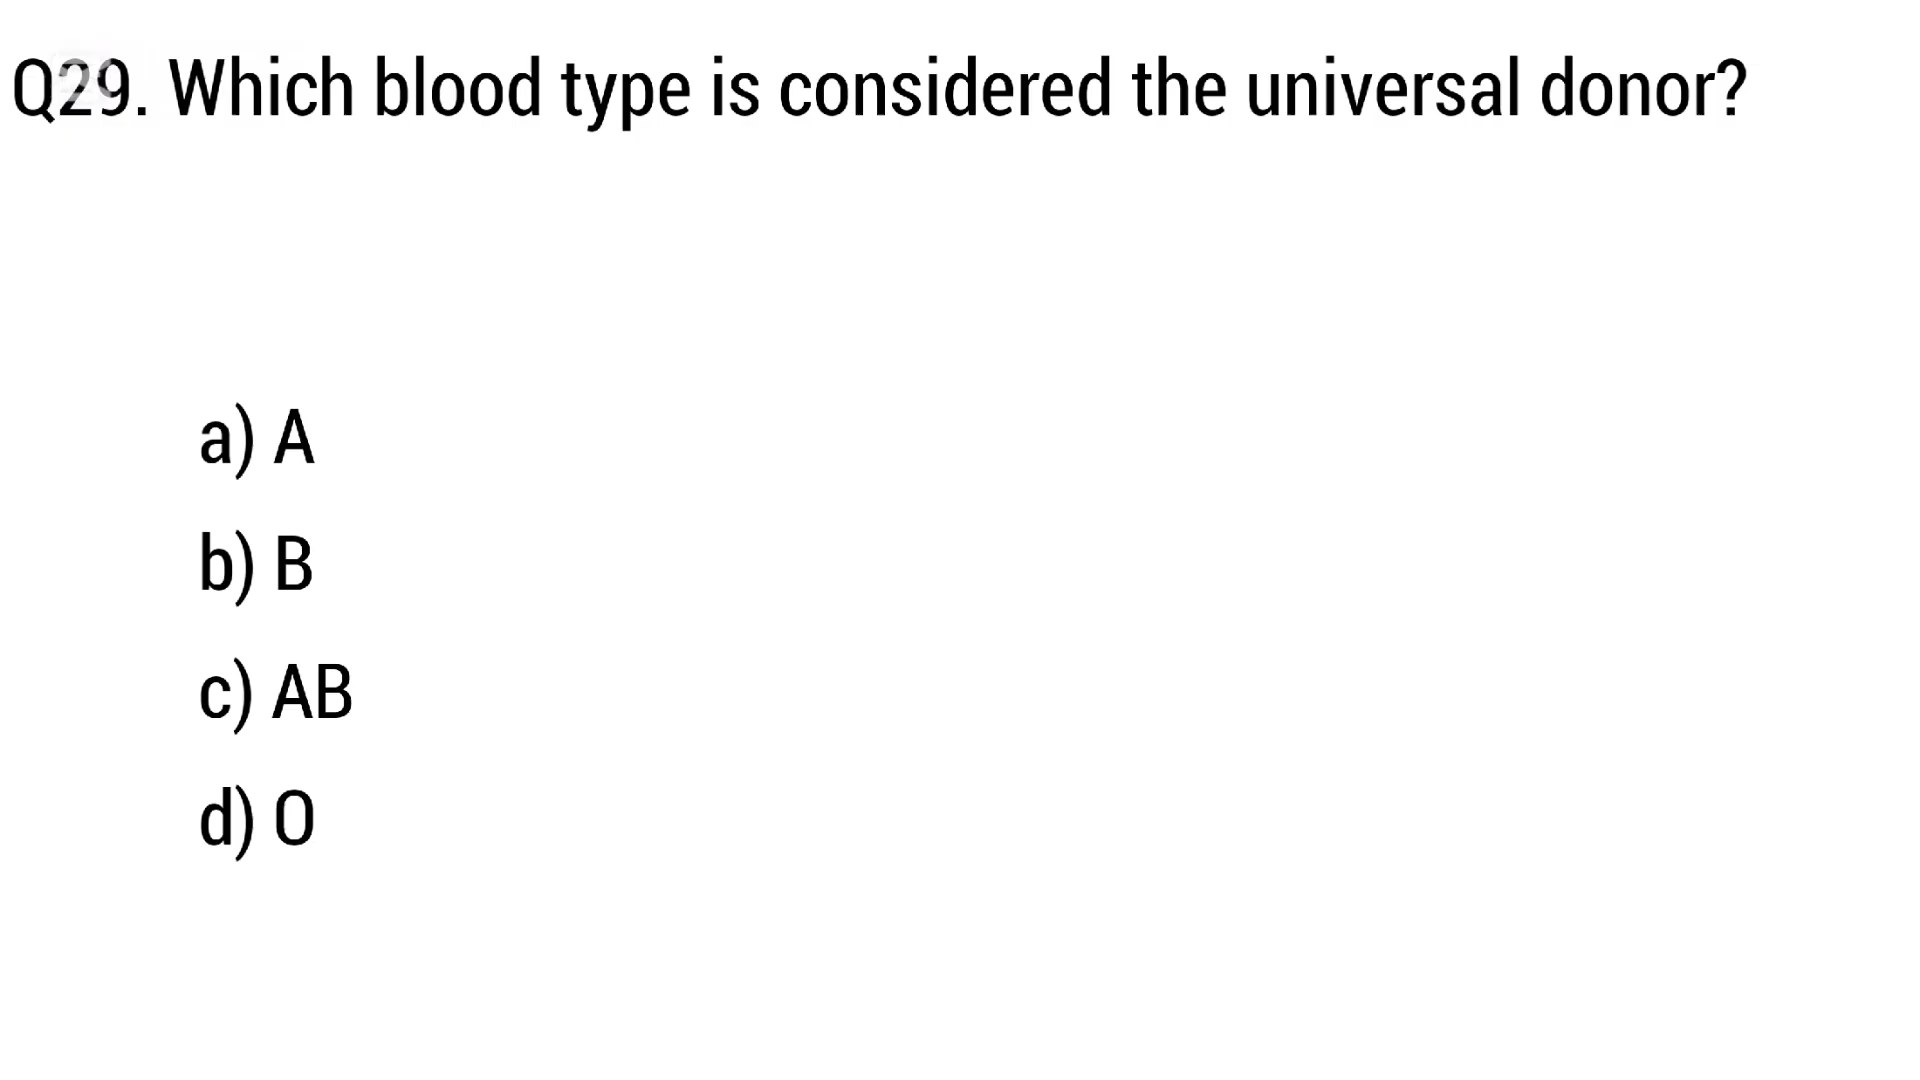 Q29. Which blood type is considered the universal donor?
a) A
b) B
c) AB
d) O